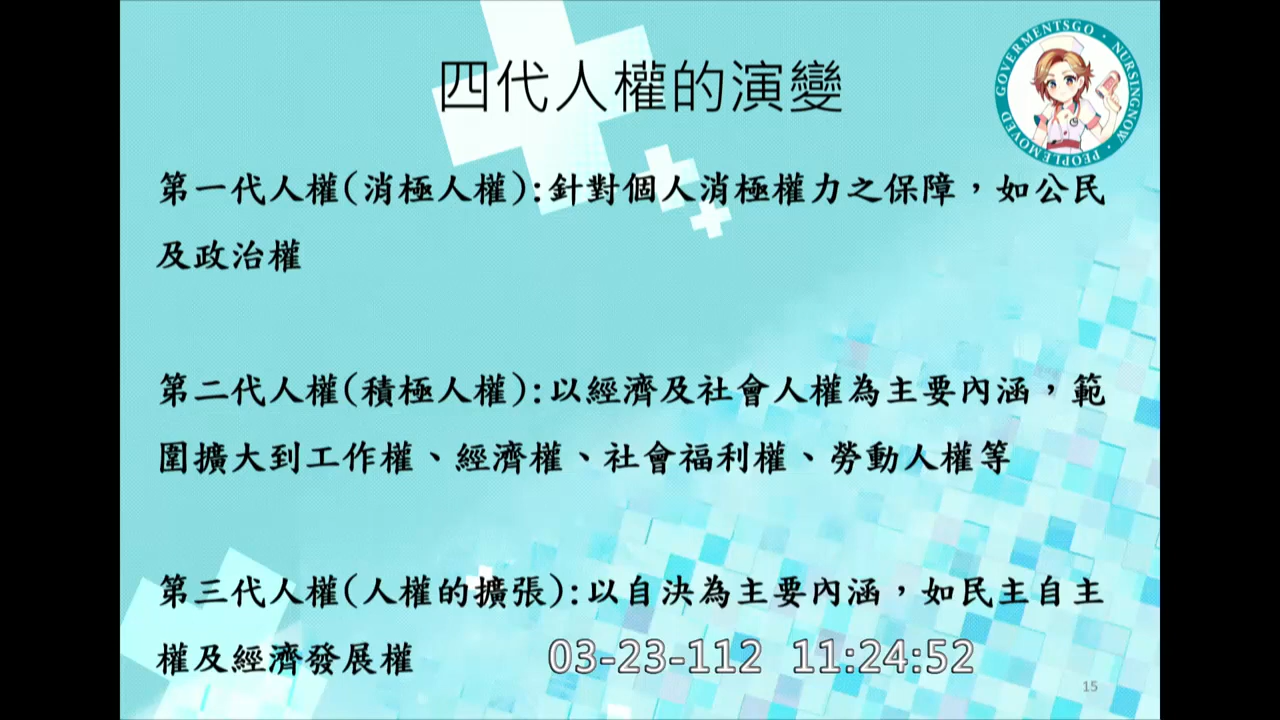 四代人權的演變
GOVERMENTSGO · NURSINGNOW · PEOPLEMOVED
第一代人權(消極人權):針對個人消極權力之保障，如公民
及政治權
第二代人權(積極人權):以經濟及社會人權為主要內涵，範
圍擴大到工作權、經濟權、社會福利權、勞動人權等
第三代人權(人權的擴張):以自決為主要內涵，如民主自主
權及經濟發展權
03-23-112 11:24:52
15